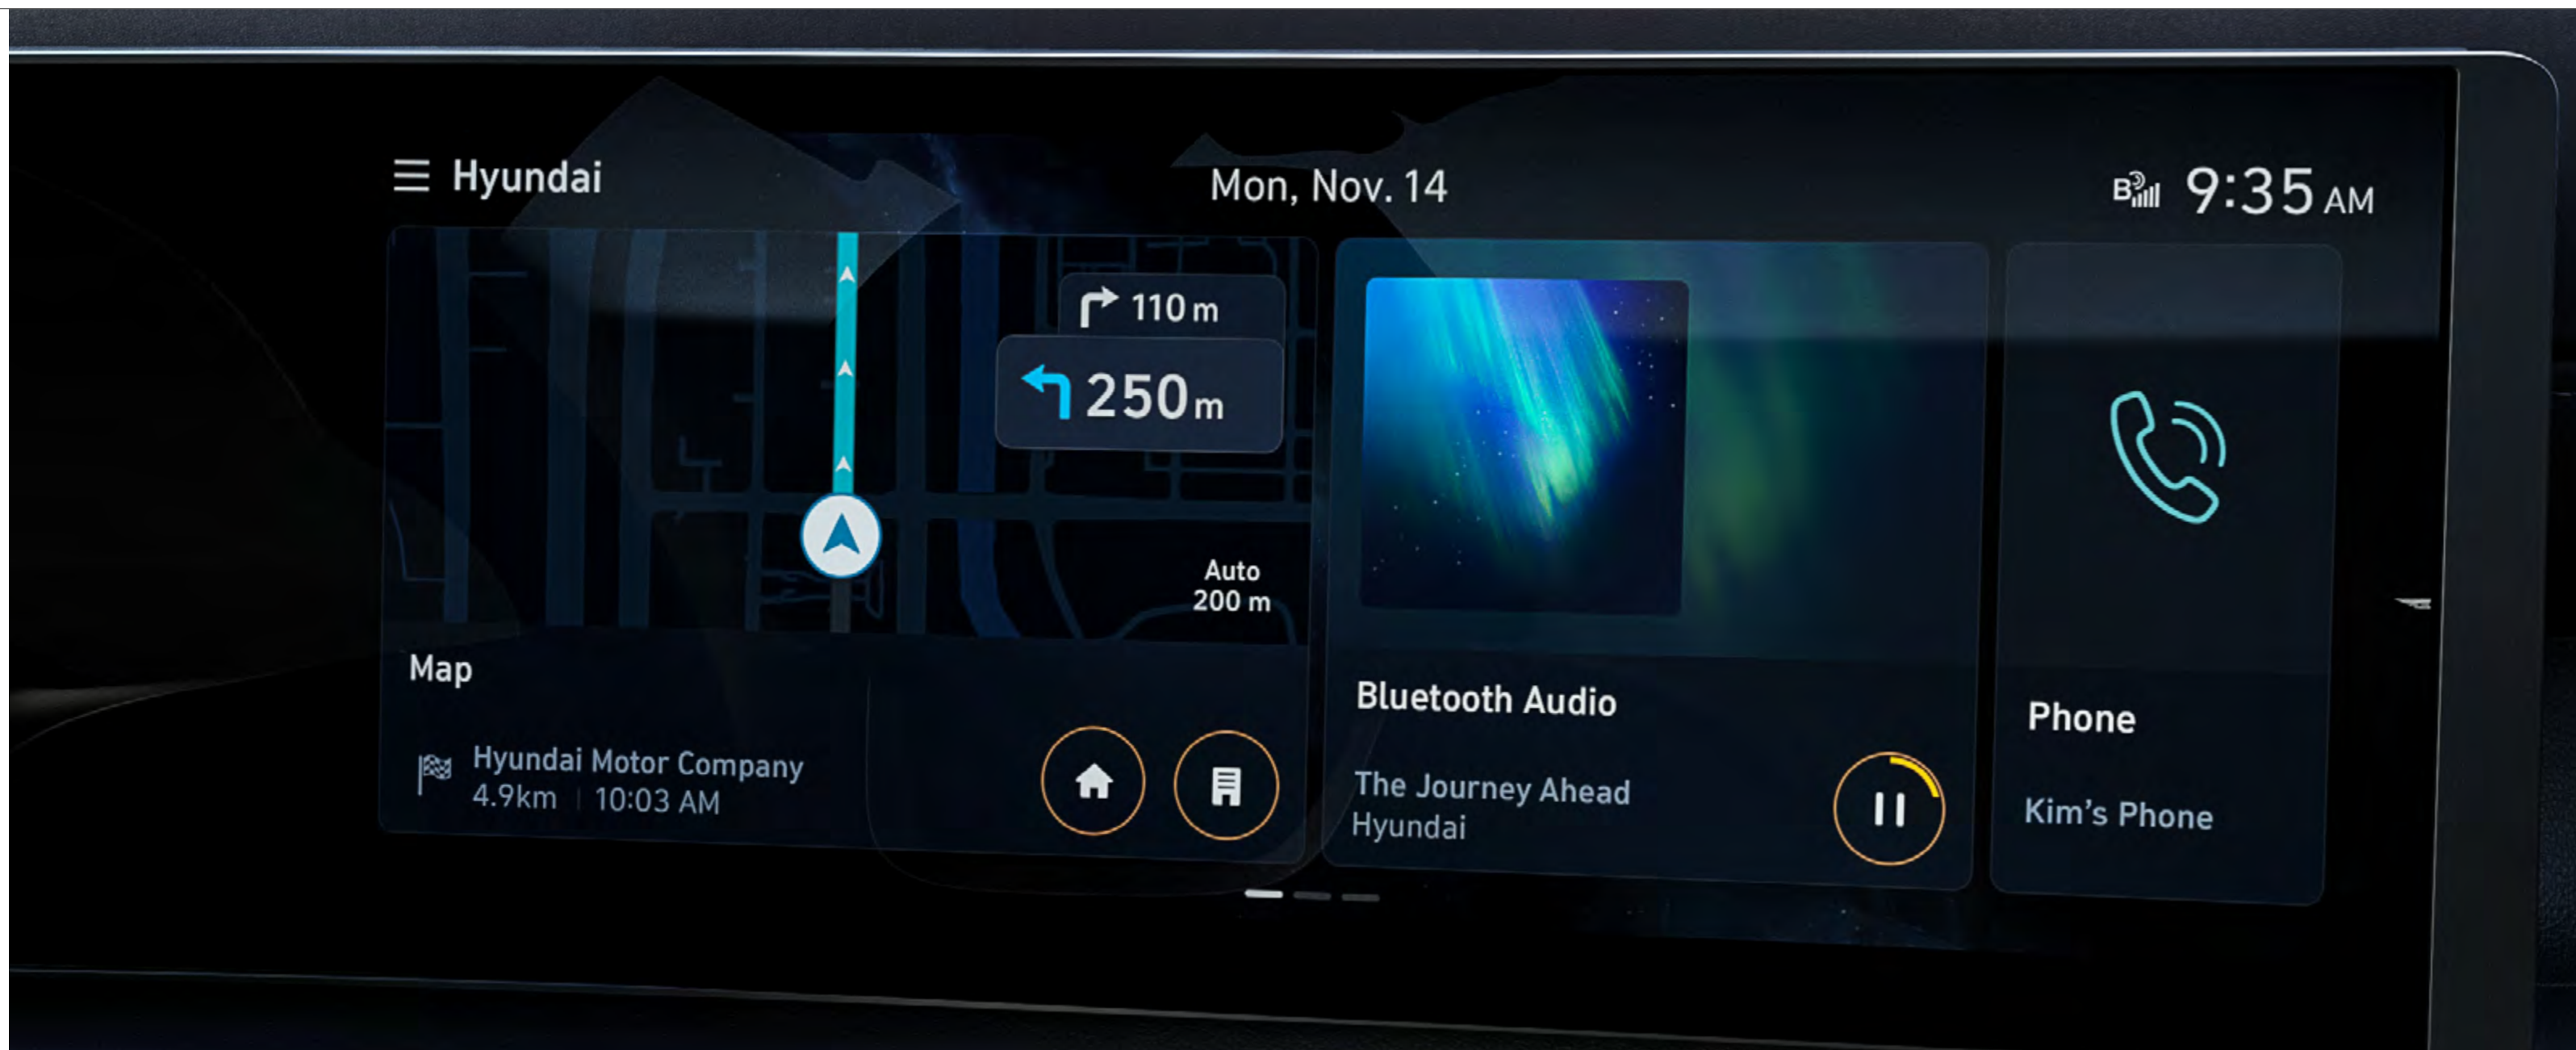 Hyundai
Mon, Nov. 14
B 9:35 AM
110 m
250 m
Auto
200 m
Map
Hyundai Motor Company
4.9km | 10:03 AM
Bluetooth Audio
The Journey Ahead
Hyundai
Phone
Kim's Phone